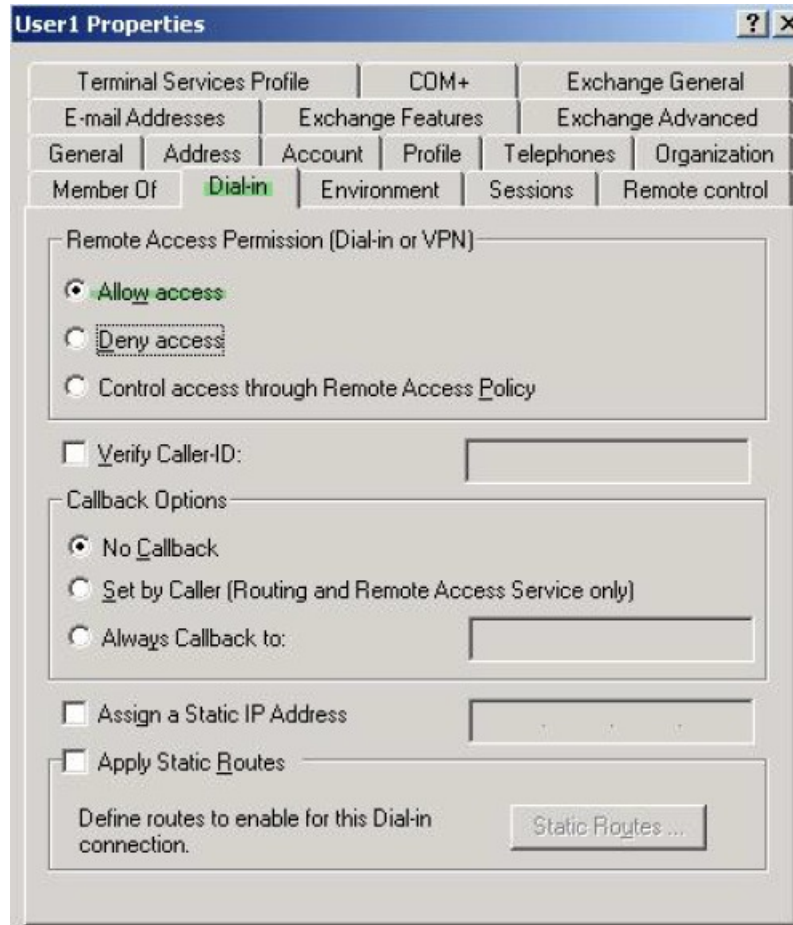 User1 Properties
Terminal Services Profile COM+ Exchange General
E-mail Addresses Exchange Features Exchange Advanced
General Address Account Profile Telephones Organization
Member Of Dial-in Environment Sessions Remote control
Remote Access Permission (Dial-in or VPN)
Allow access
Deny access
Control access through Remote Access Policy
Verify Caller-ID:
Callback Options
No Callback
Set by Caller (Routing and Remote Access Service only)
Always Callback to:
Assign a Static IP Address
Apply Static Routes
Define routes to enable for this Dial-in
connection.
Static Routes ...